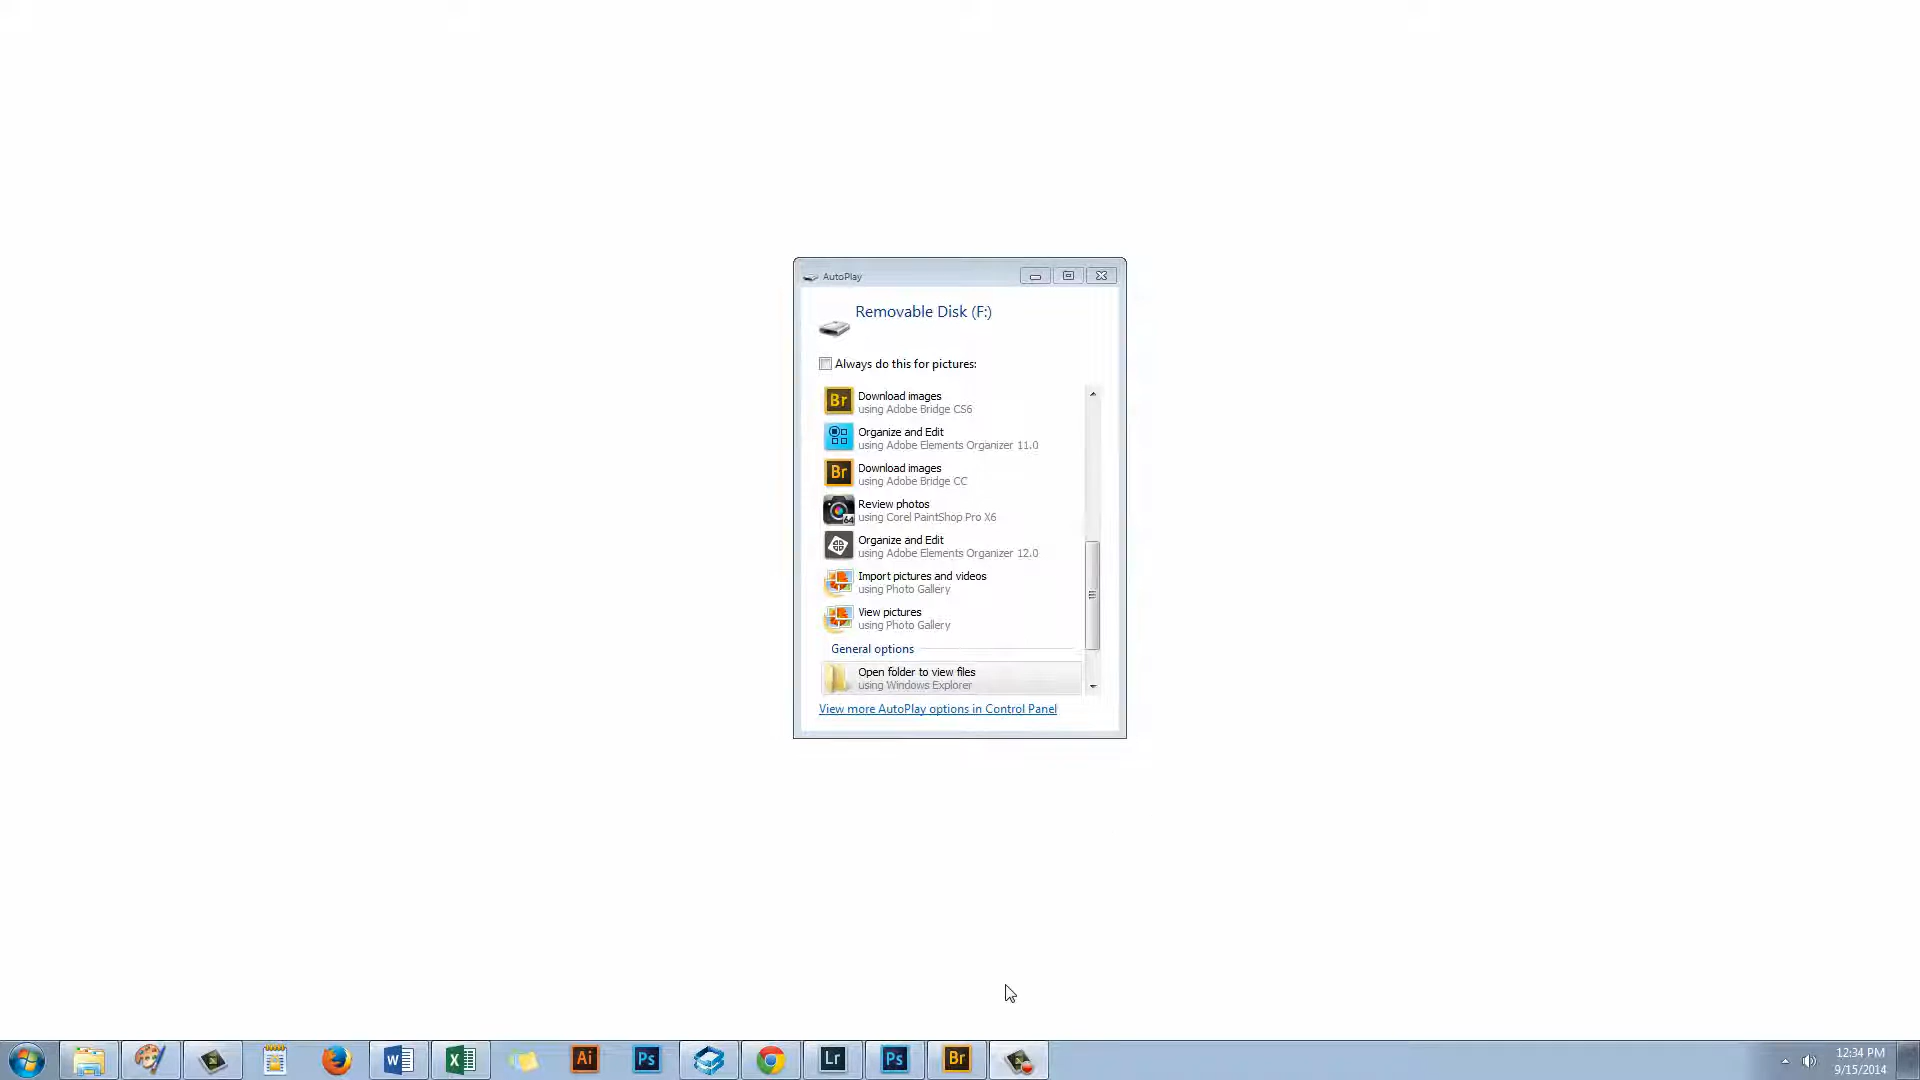 AutoPlay
Removable Disk (F:)
Always do this for pictures:
Br
Download images
using Adobe Bridge CS6
Organize and Edit
using Adobe Elements Organizer 11.0
Br
Download images
using Adobe Bridge CC
64
Review photos
using Corel PaintShop Pro X6
Organize and Edit
using Adobe Elements Organizer 12.0
Import pictures and videos
using Photo Gallery
View pictures
using Photo Gallery
General options
Open folder to view files
using Windows Explorer
View more AutoPlay options in Control Panel
W
X
Ai
Ps
Lr
Ps
Br
12:34 PM
9/15/2014